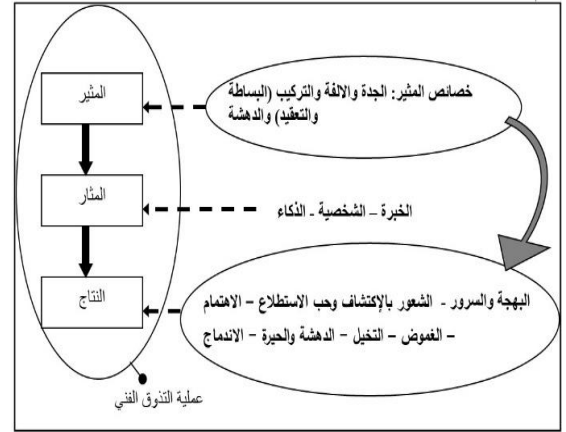 المثير
خصائص المثير: الجدة والالفة والتركيب (البساطة
والتعقيد) والدهشة
المثار
الخبرة – الشخصية - الذكاء
النتاج
البهجة والسرور - الشعور بالإكتشاف وحب الاستطلاع – الاهتمام
– الغموض – التخيل – الدهشة والحيرة – الاندماج
عملية التذوق الفني